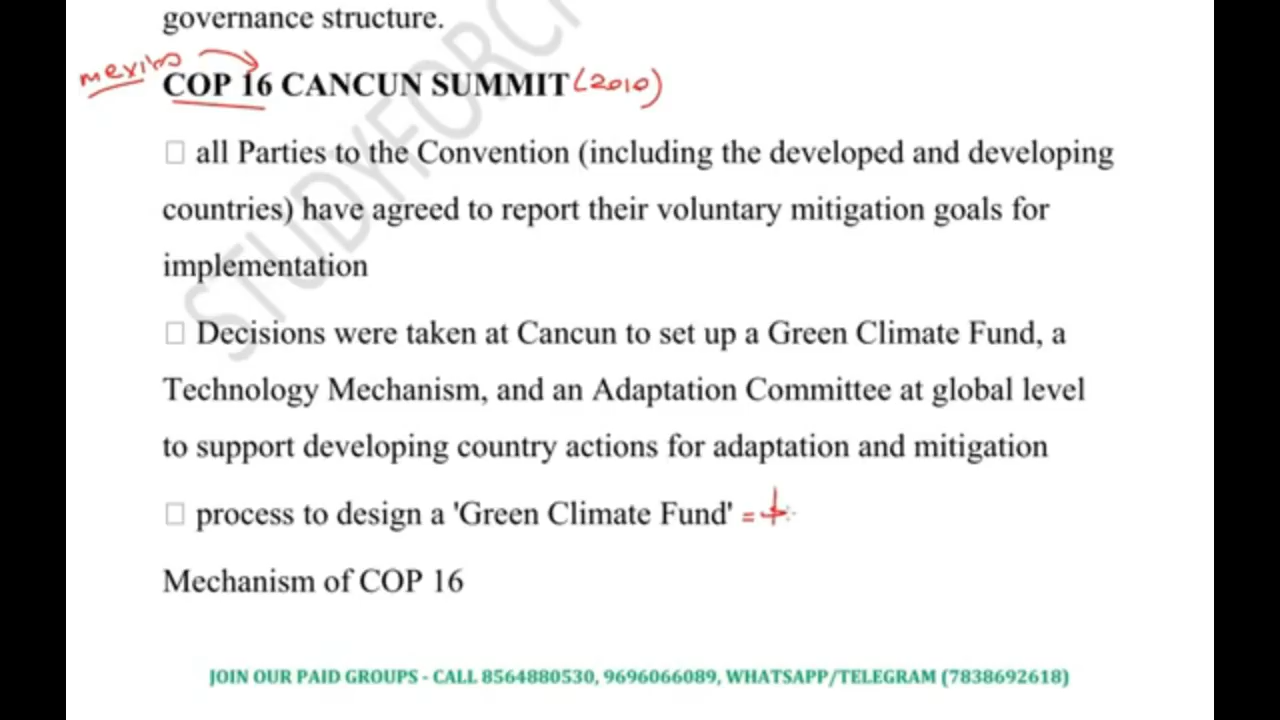 governance structure.
mexico
COP 16 CANCUN SUMMIT (2010)
□ all Parties to the Convention (including the developed and developing
countries) have agreed to report their voluntary mitigation goals for
implementation
□ Decisions were taken at Cancun to set up a Green Climate Fund, a
Technology Mechanism, and an Adaptation Committee at global level
to support developing country actions for adaptation and mitigation
□ process to design a 'Green Climate Fund' =
Mechanism of COP 16
STUDYFORC
JOIN OUR PAID GROUPS - CALL 8564880530, 9696066089, WHATSAPP/TELEGRAM (7838692618)